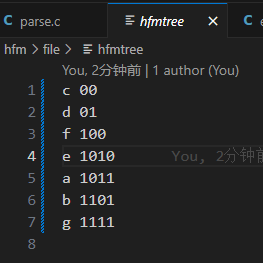 parse.c
hfmtree
hfm > file > hfmtree
You, 2分钟前 | 1 author (You)
1 c 00
2 d 01
3 f 100
4 e 1010 You, 2分钟前
5 a 1011
6 b 1101
7 g 1111
8